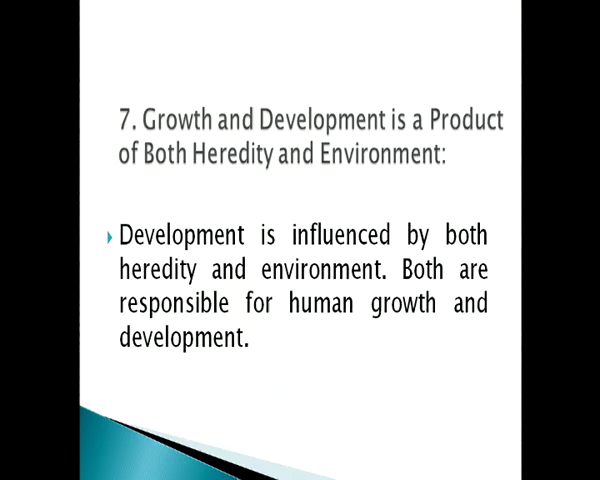 7. Growth and Development is a Product
of Both Heredity and Environment:
Development is influenced by both
heredity and environment. Both are
responsible for human growth and
development.